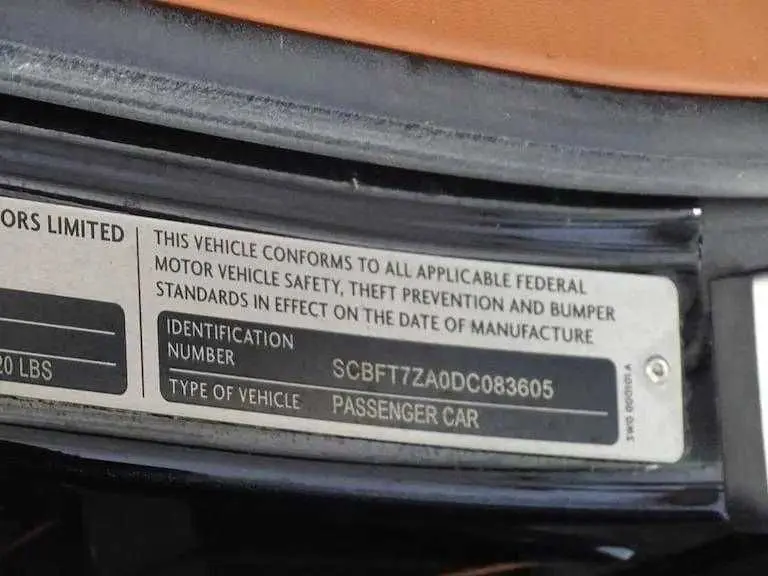 ORS LIMITED
20 LBS
THIS VEHICLE CONFORMS TO ALL APPLICABLE FEDERAL
MOTOR VEHICLE SAFETY, THEFT PREVENTION AND BUMPER
STANDARDS IN EFFECT ON THE DATE OF MANUFACTURE
IDENTIFICATION
NUMBER
SCBFT7ZA0DC083605
TYPE OF VEHICLE
PASSENGER CAR